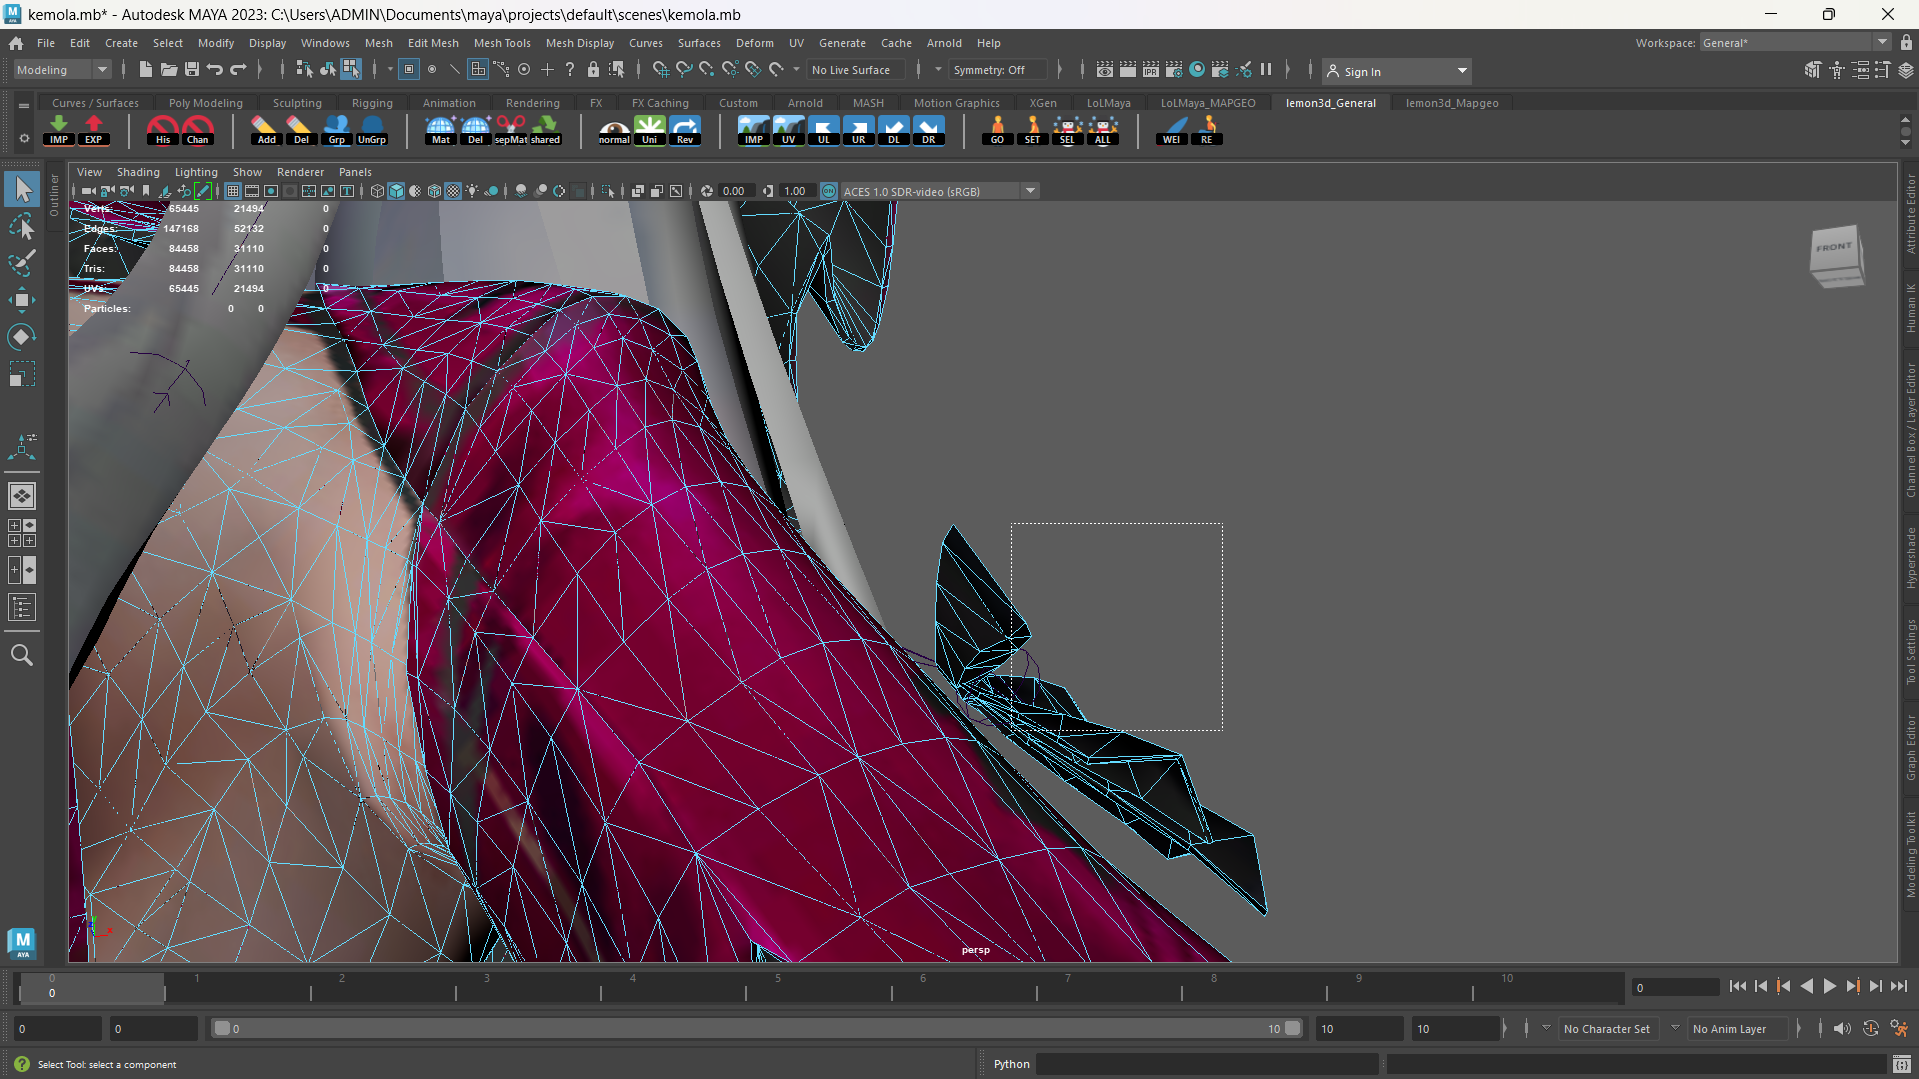 kemola.mb* - Autodesk MAYA 2023: C:\Users\ADMIN\Documents\maya\projects\default\scenes\kemola.mb
File Edit Create Select Modify Display Windows Mesh Edit Mesh Mesh Tools Mesh Display Curves Surfaces Deform UV Generate Cache Arnold Help
Workspace: General*
Modeling
No Live Surface
Symmetry: Off
IPR
Sign In
Curves / Surfaces Poly Modeling Sculpting Rigging Animation Rendering FX FX Caching Custom Arnold MASH Motion Graphics XGen LoLMaya LoLMaya_MAPGEO lemon3d_General lemon3d_Mapgeo
IMP EXP His Chan Add Del Grp UnGrp Mat Del sepMat shared normal Uni Rev IMP UV UL UR DL DR GO SET SEL ALL WEI RE
View Shading Lighting Show Renderer Panels
0.00 1.00 ON ACES 1.0 SDR-video (sRGB)
Outliner
Verts: 65445 21494 0
Edges: 147168 52132 0
Faces: 84458 31110 0
Tris: 84458 31110 0
UVs: 65445 21494 0
Particles: 0 0
FRONT
Attribute Editor
Human IK
Channel Box / Layer Editor
Hypershade
Tool Settings
Graph Editor
Modeling Toolkit
persp
M
AYA
0 1 2 3 4 5 6 7 8 9 10
0
0
0 0 0 10 10 10 No Character Set No Anim Layer
Select Tool: select a component
Python